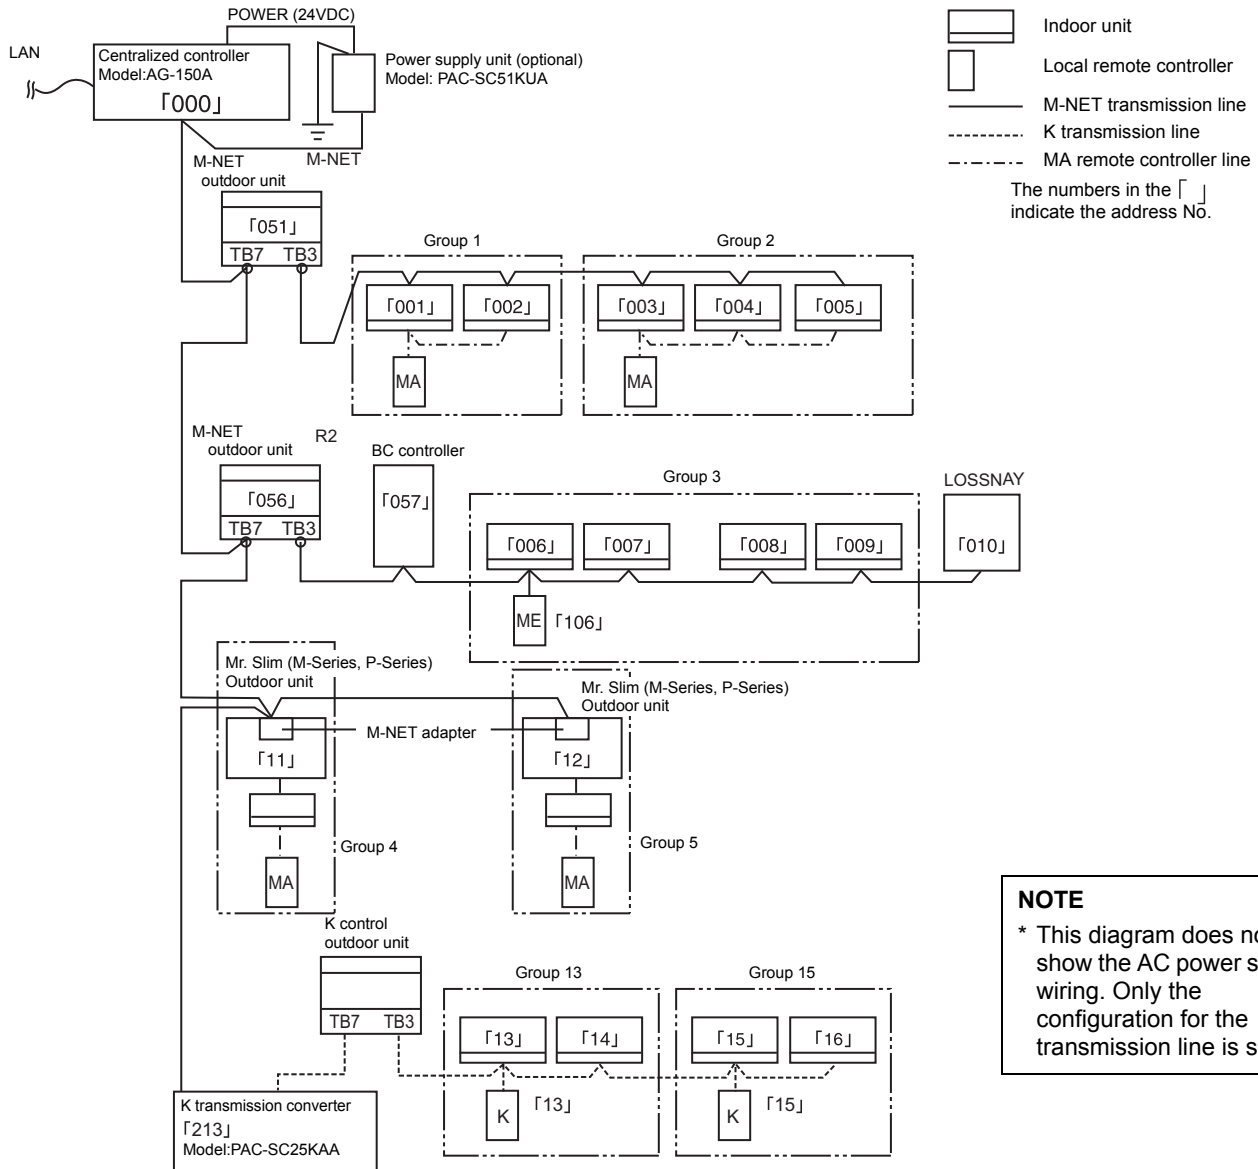 POWER (24VDC)
LAN
Centralized controller
Model:AG-150A
「000」
Power supply unit (optional)
Model: PAC-SC51KUA
M-NET
Indoor unit
Local remote controller
M-NET transmission line
K transmission line
MA remote controller line
The numbers in the「 」
indicate the address No.
M-NET
outdoor unit
「051」
TB7 TB3
Group 1
「001」 「002」
MA
Group 2
「003」 「004」 「005」
MA
M-NET
outdoor unit
R2
「056」
TB7 TB3
BC controller
「057」
Group 3
「006」 「007」 「008」 「009」
ME 「106」
LOSSNAY
「010」
Mr. Slim (M-Series, P-Series)
Outdoor unit
「11」
M-NET adapter
Mr. Slim (M-Series, P-Series)
Outdoor unit
「12」
Group 4
MA
Group 5
MA
K control
outdoor unit
TB7 TB3
Group 13
「13」 「14」
K 「13」
Group 15
「15」 「16」
K 「15」
K transmission converter
「213」
Model:PAC-SC25KAA
NOTE
* This diagram does
show the AC power
wiring. Only the
configuration for the
transmission line is